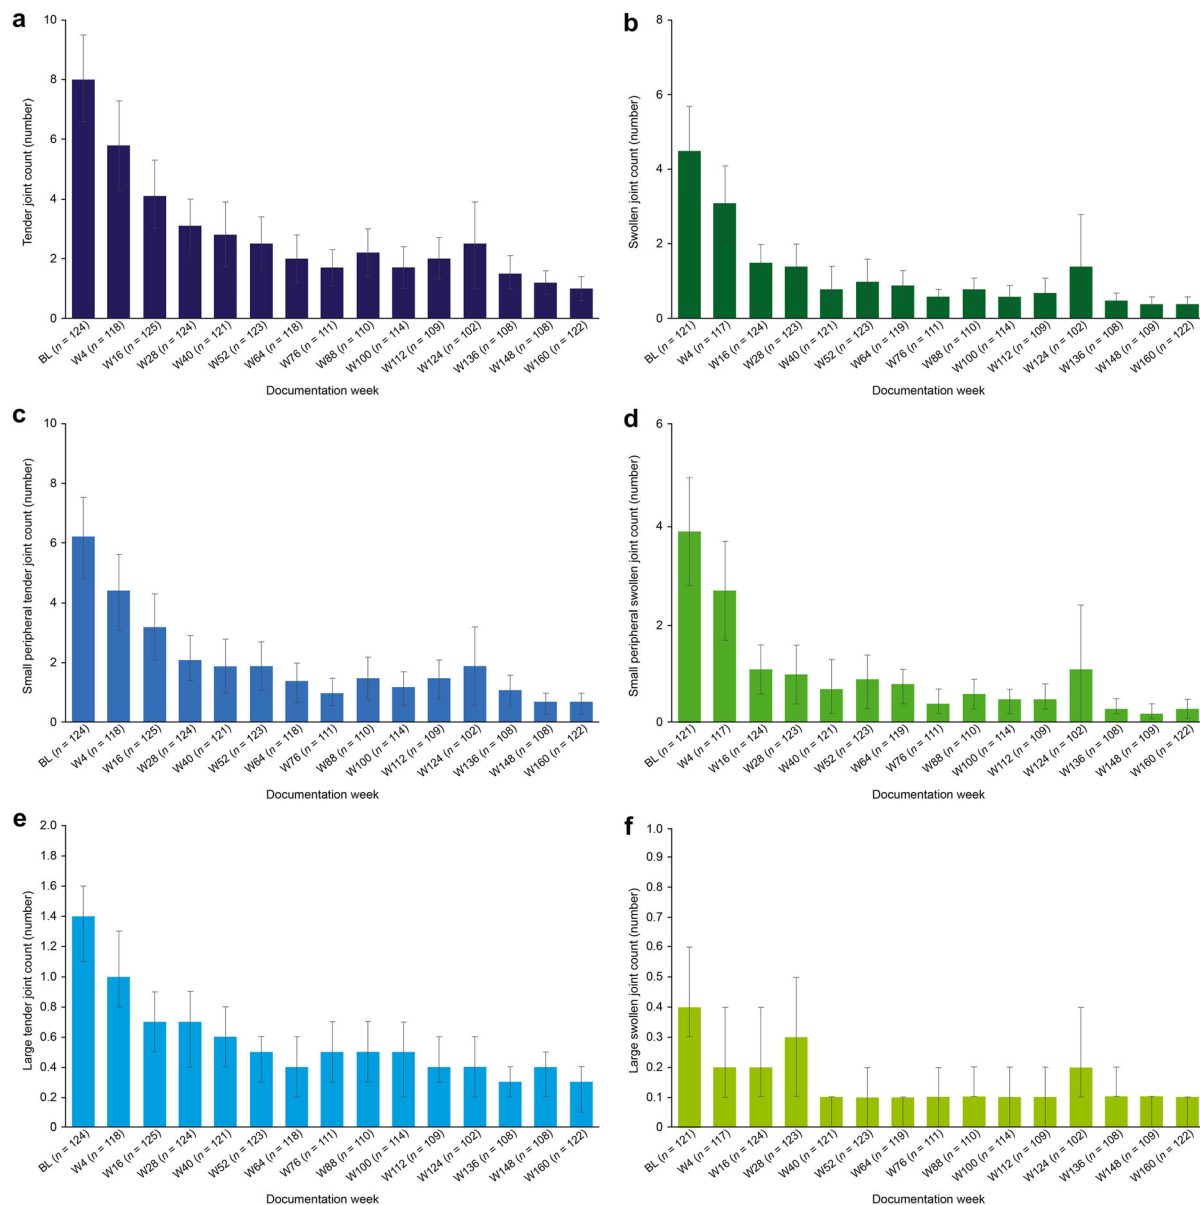 a
Tender joint count (number)
10
8
6
4
2
0
BL (n = 124)
W4 (n = 118)
W16 (n = 125)
W28 (n = 124)
W40 (n = 121)
W52 (n = 123)
W64 (n = 118)
W76 (n = 111)
W88 (n = 110)
W100 (n = 114)
W112 (n = 109)
W124 (n = 102)
W136 (n = 108)
W148 (n = 108)
W160 (n = 122)
Documentation week
b
Swollen joint count (number)
8
6
4
2
0
BL (n = 121)
W4 (n = 117)
W16 (n = 124)
W28 (n = 123)
W40 (n = 121)
W52 (n = 123)
W64 (n = 119)
W76 (n = 111)
W88 (n = 110)
W100 (n = 114)
W112 (n = 109)
W124 (n = 102)
W136 (n = 108)
W148 (n = 109)
W160 (n = 122)
Documentation week
c
Small peripheral tender joint count (number)
10
8
6
4
2
0
BL (n = 124)
W4 (n = 118)
W16 (n = 125)
W28 (n = 124)
W40 (n = 121)
W52 (n = 123)
W64 (n = 118)
W76 (n = 111)
W88 (n = 110)
W100 (n = 114)
W112 (n = 109)
W124 (n = 102)
W136 (n = 108)
W148 (n = 108)
W160 (n = 122)
Documentation week
d
Small peripheral swollen joint count (number)
6
4
2
0
BL (n = 121)
W4 (n = 117)
W16 (n = 124)
W28 (n = 123)
W40 (n = 121)
W52 (n = 123)
W64 (n = 119)
W76 (n = 111)
W88 (n = 110)
W100 (n = 114)
W112 (n = 109)
W124 (n = 102)
W136 (n = 108)
W148 (n = 109)
W160 (n = 122)
Documentation week
e
Large tender joint count (number)
2.0
1.8
1.6
1.4
1.2
1.0
0.8
0.6
0.4
0.2
0
BL (n = 124)
W4 (n = 118)
W16 (n = 125)
W28 (n = 124)
W40 (n = 121)
W52 (n = 123)
W64 (n = 118)
W76 (n = 111)
W88 (n = 110)
W100 (n = 114)
W112 (n = 109)
W124 (n = 102)
W136 (n = 108)
W148 (n = 108)
W160 (n = 122)
Documentation week
f
Large swollen joint count (number)
1.0
0.9
0.8
0.7
0.6
0.5
0.4
0.3
0.2
0.1
0
BL (n = 121)
W4 (n = 117)
W16 (n = 124)
W28 (n = 123)
W40 (n = 121)
W52 (n = 123)
W64 (n = 119)
W76 (n = 111)
W88 (n = 110)
W100 (n = 114)
W112 (n = 109)
W124 (n = 102)
W136 (n = 108)
W148 (n = 109)
W160 (n = 122)
Documentation week